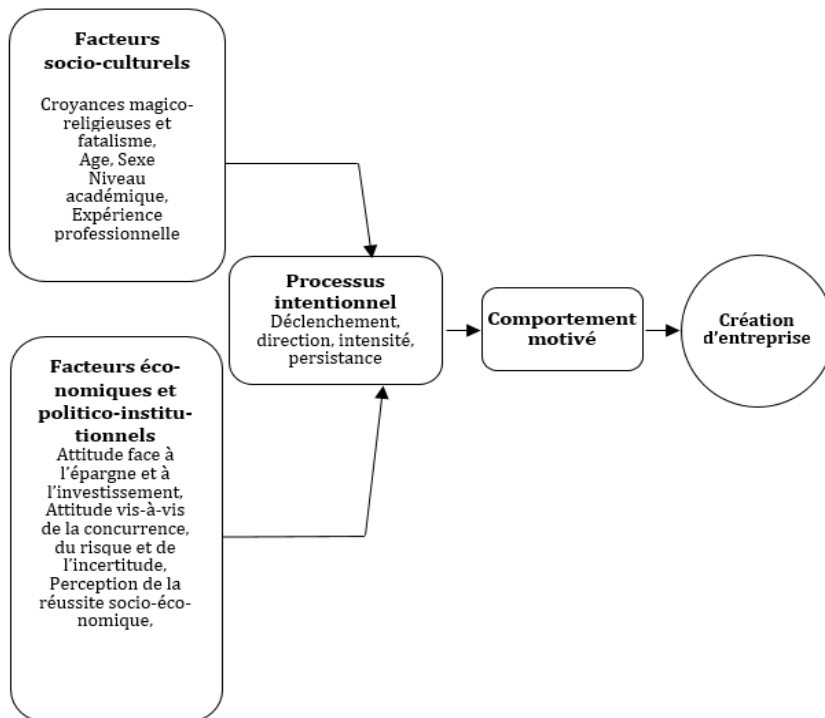 Facteurs
socio-culturels
Croyances magico-
religieuses et
fatalisme,
Age, Sexe
Niveau
académique,
Expérience
professionnelle
Facteurs éco-
nomiques et
politico-institu-
tionnels
Attitude face à
l'épargne et à
l'investissement,
Attitude vis-à-vis
de la concurrence,
du risque et de
l'incertitude,
Perception de la
réussite socio-éco-
nomique,
Processus
intentionnel
Déclenchement,
direction, intensité,
persistance
Comportement
motivé
Création
d'entreprise